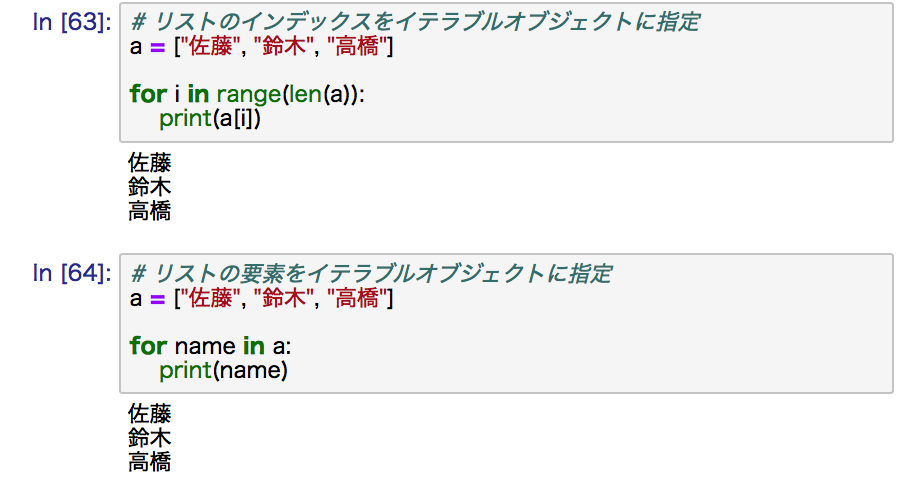 In [63]:
# リストのインデックスをイテラブルオブジェクトに指定
a = ["佐藤", "鈴木", "高橋"]
for i in range(len(a)):
    print(a[i])
佐藤
鈴木
高橋
In [64]:
# リストの要素をイテラブルオブジェクトに指定
a = ["佐藤", "鈴木", "高橋"]
for name in a:
    print(name)
佐藤
鈴木
高橋